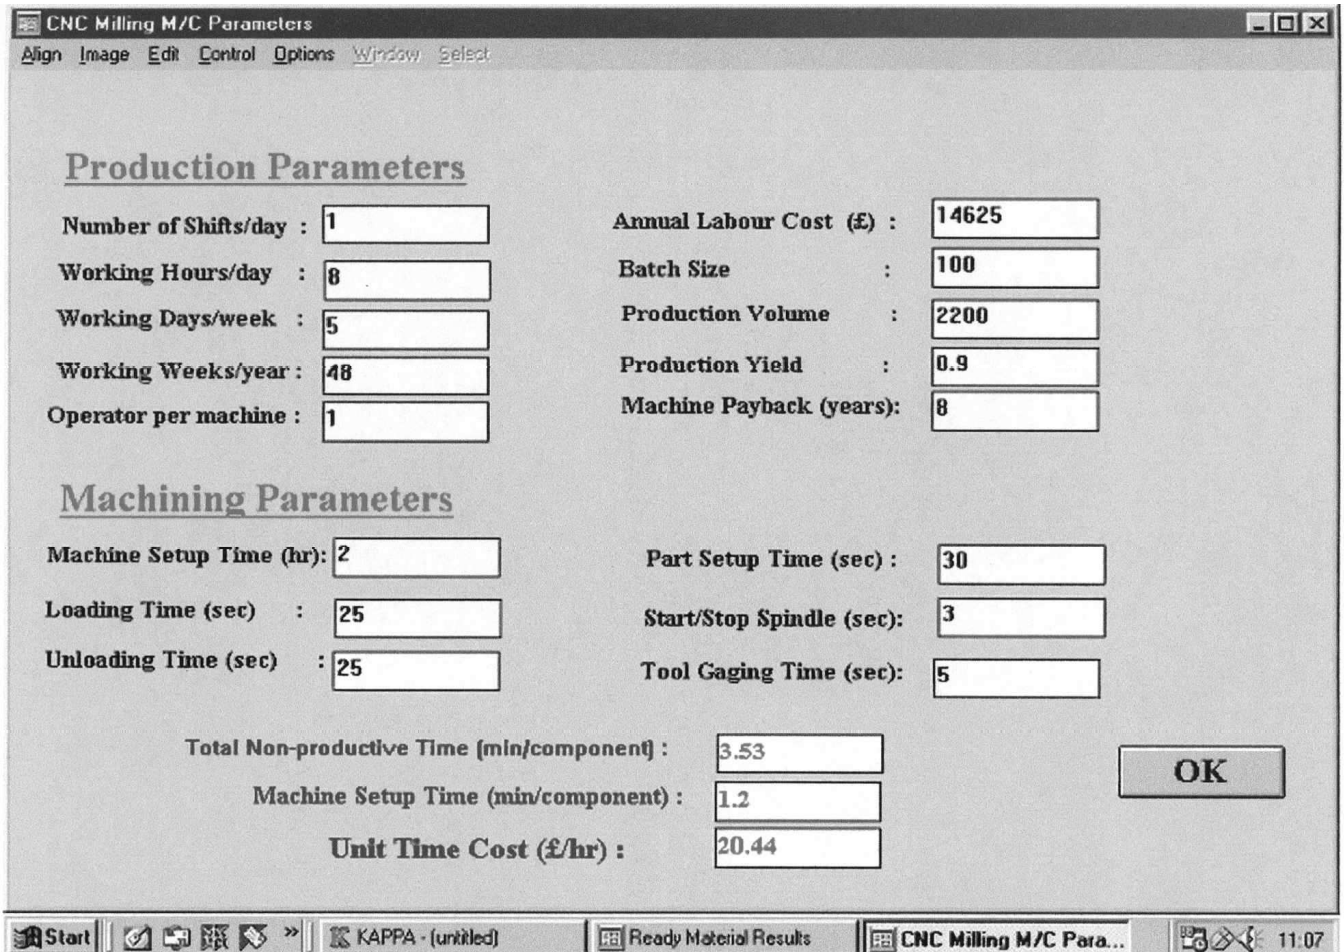 CNC Milling M/C Parameters
Align Image Edit Control Options Window Select
Production Parameters
Number of Shifts/day : 1
Annual Labour Cost (£) : 14625
Working Hours/day : 8
Batch Size : 100
Working Days/week : 5
Production Volume : 2200
Working Weeks/year : 48
Production Yield : 0.9
Operator per machine : 1
Machine Payback (years): 8
Machining Parameters
Machine Setup Time (hr): 2
Part Setup Time (sec) : 30
Loading Time (sec) : 25
Start/Stop Spindle (sec): 3
Unloading Time (sec) : 25
Tool Gaging Time (sec): 5
Total Non-productive Time (min/component) : 3.53
Machine Setup Time (min/component) : 1.2
OK
Unit Time Cost (£/hr) : 20.44
Start » KAPPA - (untitled) Ready Material Results CNC Milling M/C Para... 11:07